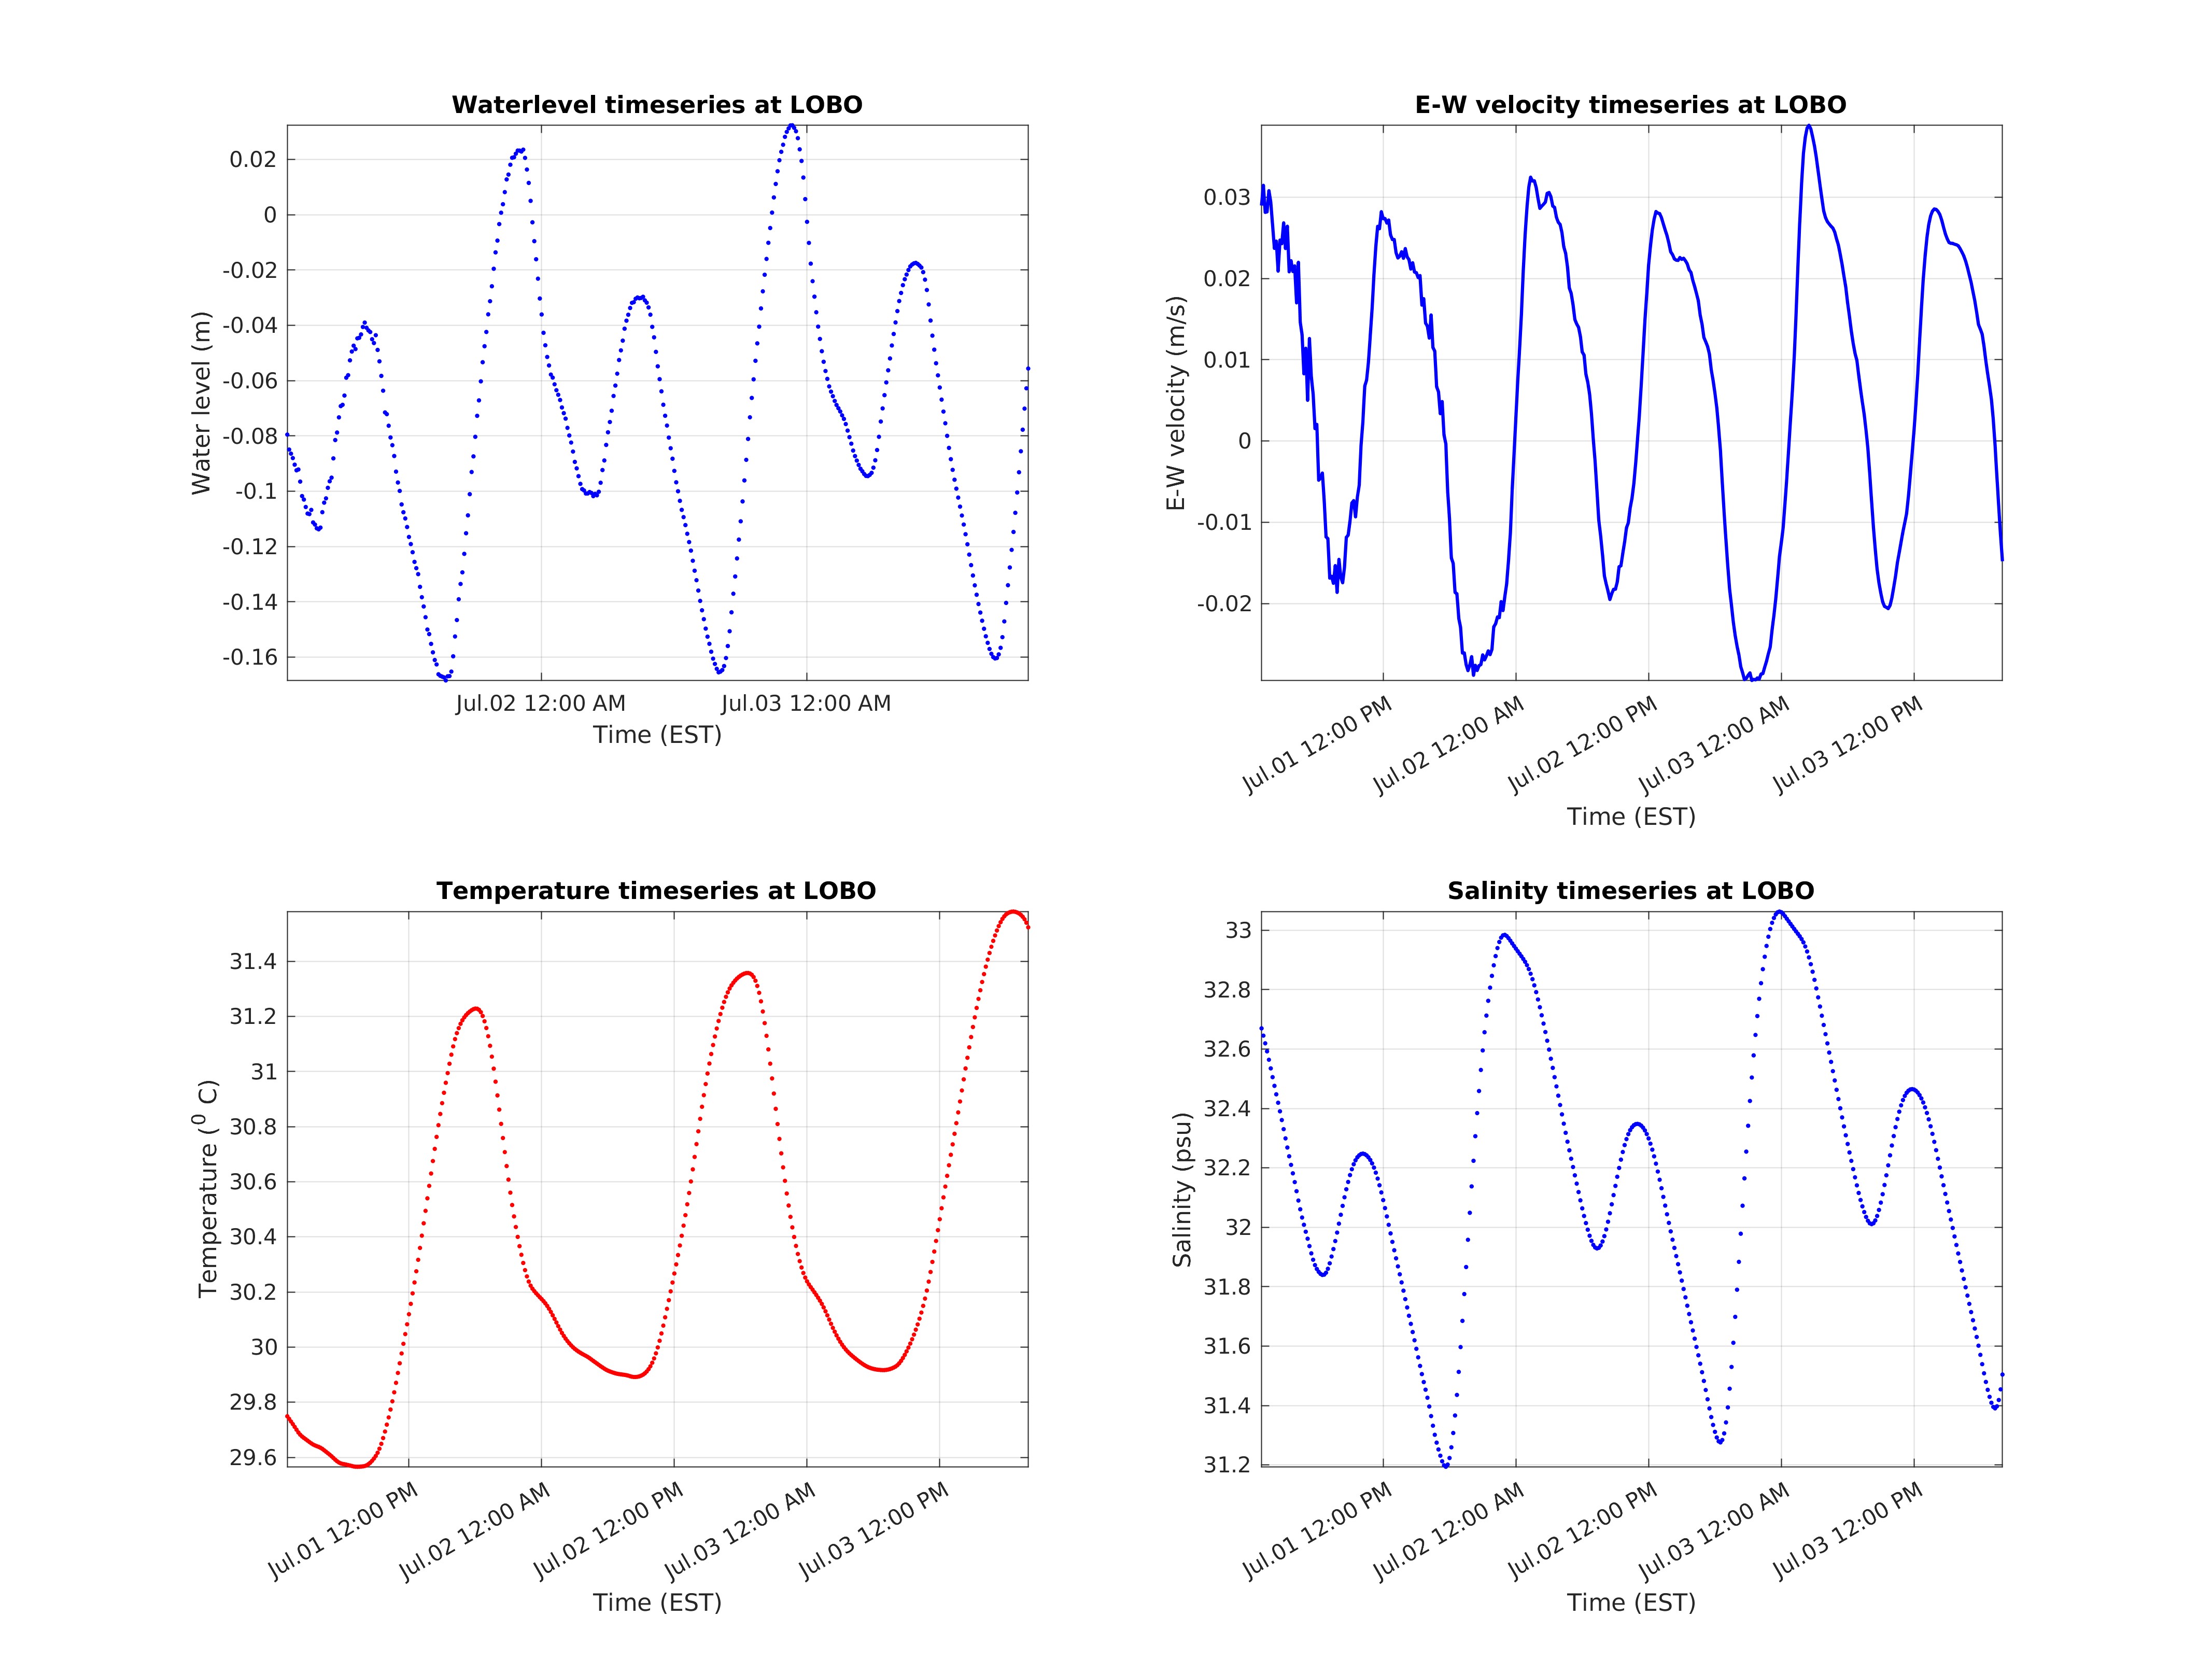 Waterlevel timeseries at LOBO
0.02
0
-0.02
-0.04
-0.06
-0.08
-0.1
-0.12
-0.14
-0.16
Water level (m)
Jul.02 12:00 AM
Jul.03 12:00 AM
Time (EST)
E-W velocity timeseries at LOBO
0.03
0.02
0.01
0
-0.01
-0.02
E-W velocity (m/s)
Jul.01 12:00 PM
Jul.02 12:00 AM
Jul.02 12:00 PM
Jul.03 12:00 AM
Jul.03 12:00 PM
Time (EST)
Temperature timeseries at LOBO
31.4
31.2
31
30.8
30.6
30.4
30.2
30
29.8
29.6
Temperature (⁰ C)
Jul.01 12:00 PM
Jul.02 12:00 AM
Jul.02 12:00 PM
Jul.03 12:00 AM
Jul.03 12:00 PM
Time (EST)
Salinity timeseries at LOBO
33
32.8
32.6
32.4
32.2
32
31.8
31.6
31.4
31.2
Salinity (psu)
Jul.01 12:00 PM
Jul.02 12:00 AM
Jul.02 12:00 PM
Jul.03 12:00 AM
Jul.03 12:00 PM
Time (EST)